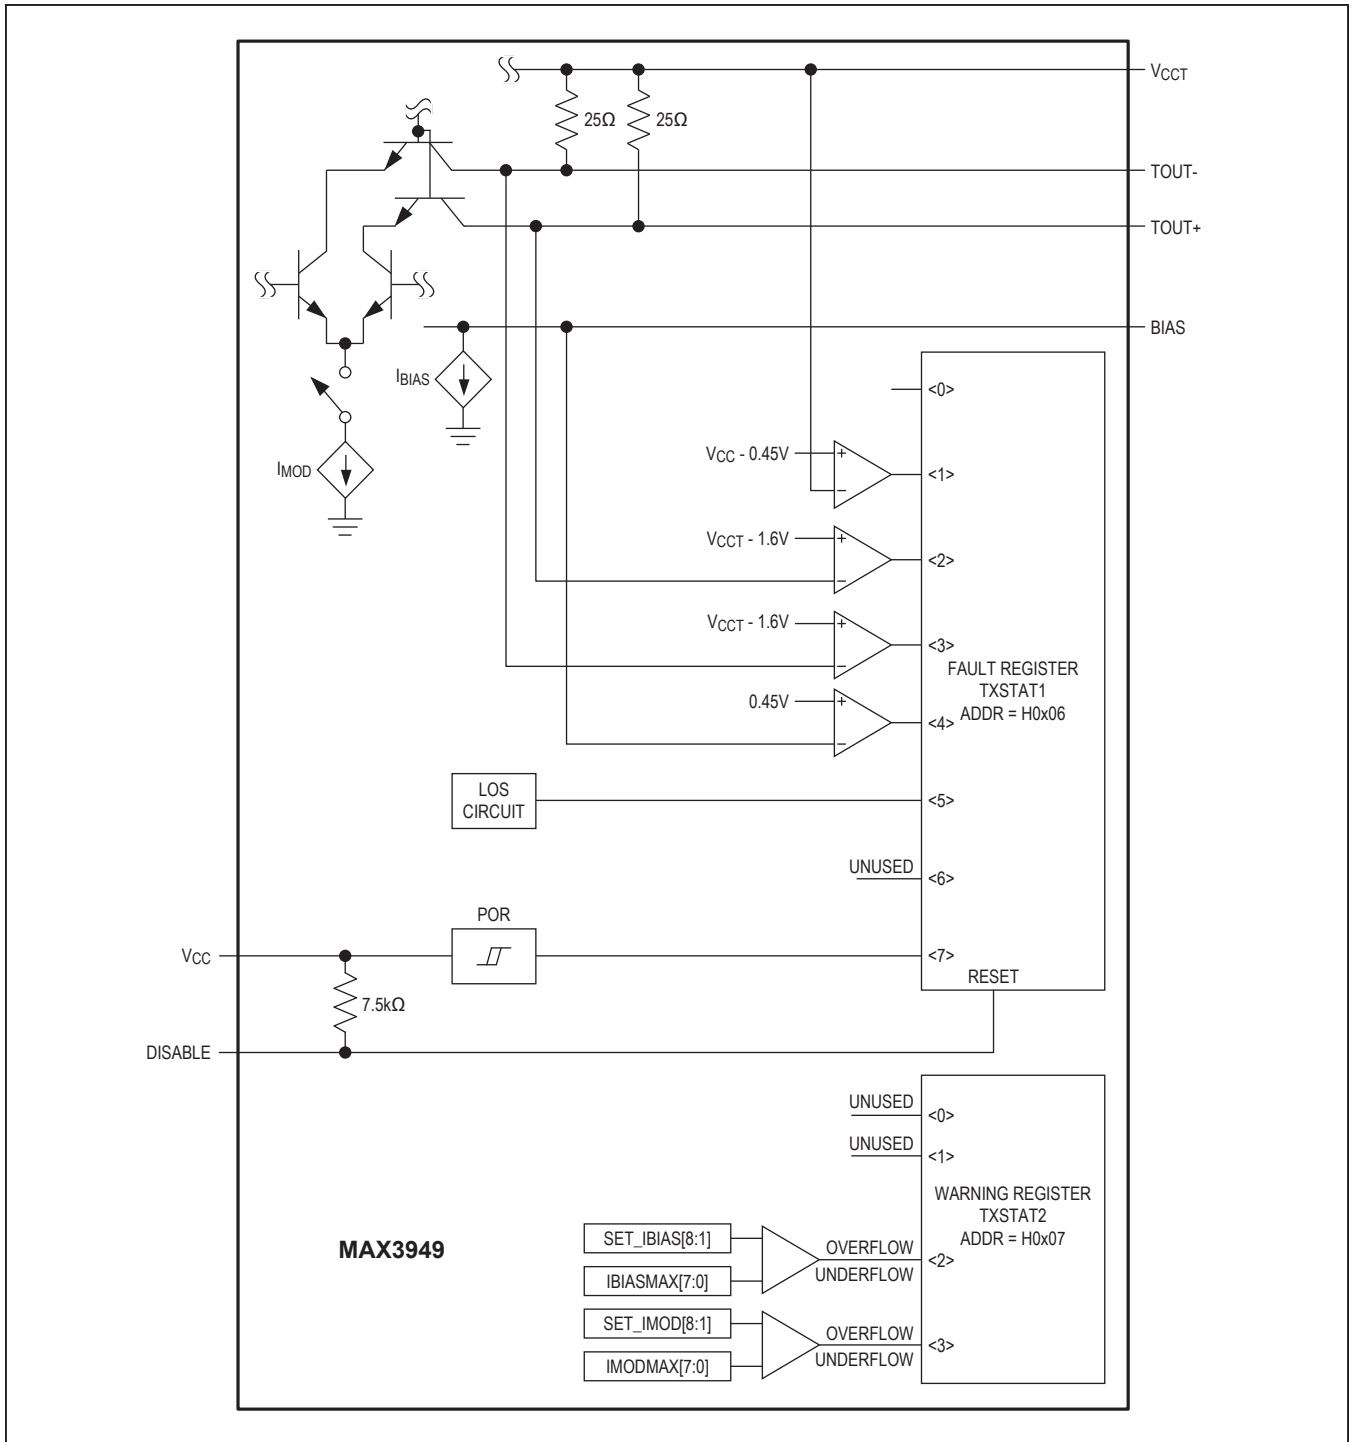 VCCT
25Ω 25Ω
TOUT-
TOUT+
BIAS
IBIAS
<0>
VCC - 0.45V + - <1>
IMOD
VCCT - 1.6V + - <2>
VCCT - 1.6V + - <3>
FAULT REGISTER
TXSTAT1
ADDR = H0x06
0.45V + - <4>
LOS
CIRCUIT
<5>
UNUSED <6>
POR
VCC <7>
RESET
7.5kΩ
DISABLE
UNUSED <0>
UNUSED <1>
WARNING REGISTER
TXSTAT2
ADDR = H0x07
MAX3949
SET_IBIAS[8:1]
OVERFLOW
<2>
UNDERFLOW
IBIASMAX[7:0]
SET_IMOD[8:1]
OVERFLOW
<3>
UNDERFLOW
IMODMAX[7:0]